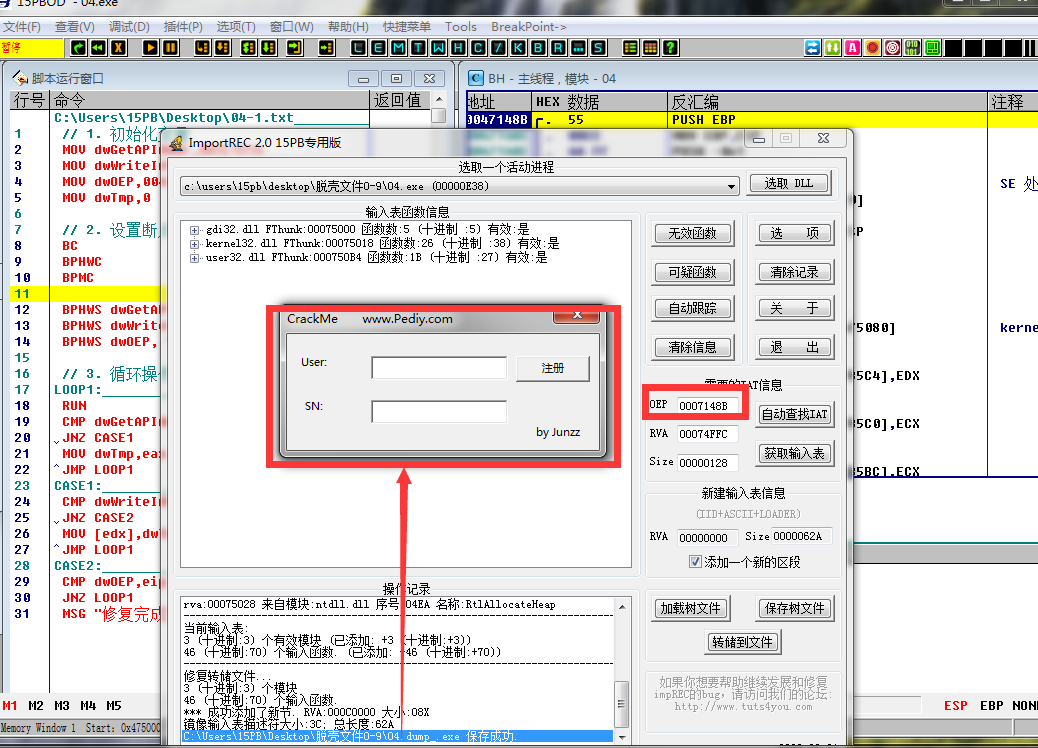 15PBOD - 04.exe
文件(F) 查看(V) 调试(D) 插件(P) 选项(T) 窗口(W) 帮助(H) 快捷菜单 Tools BreakPoint->
暂停
L E M T W H C / K B R ... S
脚本运行窗口
行号 命令 返回值
C:\Users\15PB\Desktop\04-1.txt
1 // 1. 初始化
2 MOV dwGetAPI
3 MOV dwWriteI
4 MOV dwOEP,00
5 MOV dwTmp,0
6
7 // 2. 设置断
8 BC
9 BPHWC
10 BPMC
11
12 BPHWS dwGetA
13 BPHWS dwWrit
14 BPHWS dwOEP,
15
16 // 3. 循环操
17 LOOP1:
18 RUN
19 CMP dwGetAPI
20 JNZ CASE1
21 MOV dwTmp,ea
22 JMP LOOP1
23 CASE1:
24 CMP dwWriteI
25 JNZ CASE2
26 MOV [edx],dw
27 JMP LOOP1
28 CASE2:
29 CMP dwOEP,eip
30 JNZ LOOP1
31 MSG "修复完成
M1 M2 M3 M4 M5
Memory Window 1 Start: 0x475000
BH - 主线程, 模块 - 04
地址 HEX 数据 反汇编 注释
0047148B 55 PUSH EBP
SE 处
75080] kerne
35C4],EDX
35C0],ECX
35BC],ECX
ESP EBP NONE
ImportREC 2.0 15PB专用版
选取一个活动进程
c:\users\15pb\desktop\脱壳文件0-9\04.exe (00000E38)
选取 DLL
输入表函数信息
gdi32.dll FThunk:00075000 函数数:5 (十进制 :5) 有效:是
kernel32.dll FThunk:00075018 函数数:26 (十进制 :38) 有效:是
user32.dll FThunk:000750B4 函数数:1B (十进制 :27) 有效:是
无效函数
可疑函数
自动跟踪
清除信息
选 项
清除记录
关 于
退 出
CrackMe www.Pediy.com
User:
注册
SN:
by Junzz
需要的IAT信息
OEP 0007148B 自动查找IAT
RVA 00074FFC
Size 00000128 获取输入表
新建输入表信息
(IID+ASCII+LOADER)
RVA 00000000 Size 0000062A
添加一个新的区段
加载树文件 保存树文件
转储到文件
如果你想要帮助继续发展和修复
impREC的bug，请访问我们的论坛:
http://www.tuts4you.com
操作记录
rva:00075028 来自模块:ntdll.dll 序号:04EA 名称:RtlAllocateHeap
当前输入表:
3 (十进制:3) 个有效模块 (已添加: +3 (十进制:+3))
46 (十进制:70) 个输入函数. (已添加: +46 (十进制:+70))
修复转储文件...
3 (十进制:3) 个模块
46 (十进制:70) 个输入函数.
*** 成功添加了新节. RVA:000C0000 大小:08X
镜像输入表描述符大小:3C; 总长度:62A
C:\Users\15PB\Desktop\脱壳文件0-9\04_dump_.exe 保存成功.